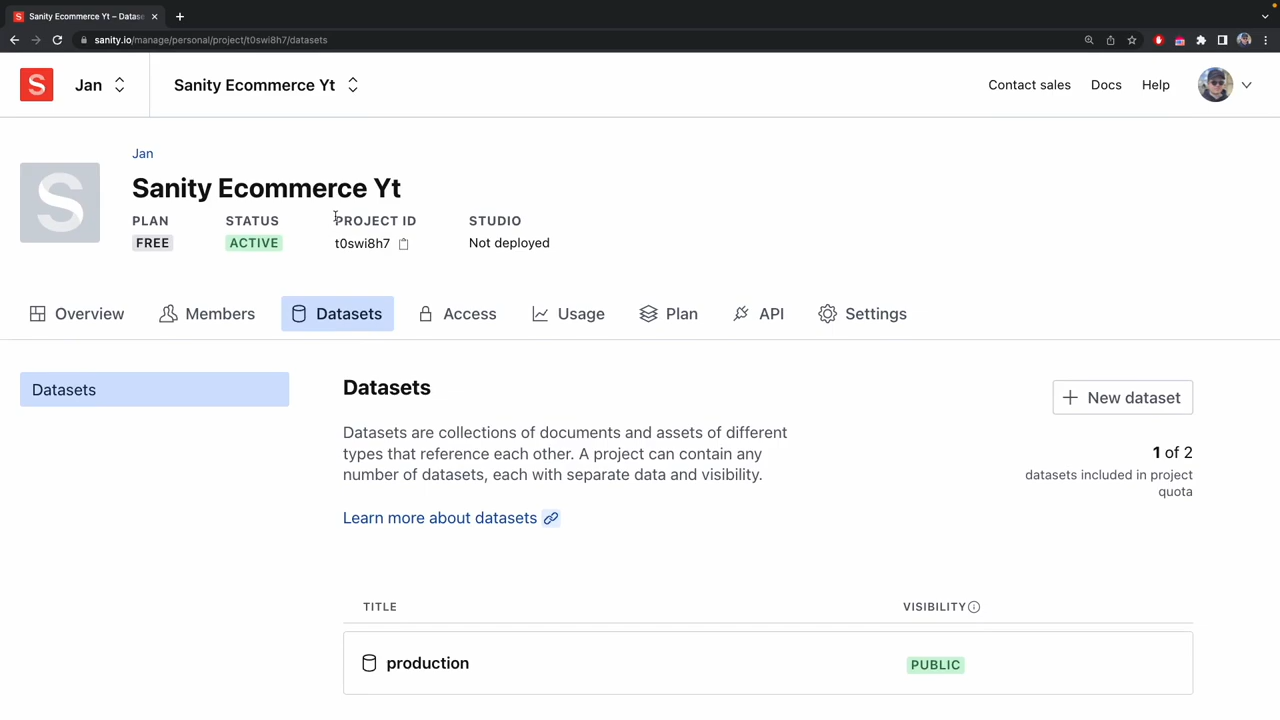 Sanity Ecommerce Yt – Datase
sanity.io/manage/personal/project/t0swi8h7/datasets
S
Jan
Sanity Ecommerce Yt
Contact sales
Docs
Help
S
Jan
Sanity Ecommerce Yt
PLAN
STATUS
PROJECT ID
STUDIO
FREE
ACTIVE
t0swi8h7
Not deployed
Overview
Members
Datasets
Access
Usage
Plan
API
Settings
Datasets
Datasets
New dataset
Datasets are collections of documents and assets of different
types that reference each other. A project can contain any
number of datasets, each with separate data and visibility.
1 of 2
datasets included in project
quota
Learn more about datasets
TITLE
VISIBILITY
production
PUBLIC